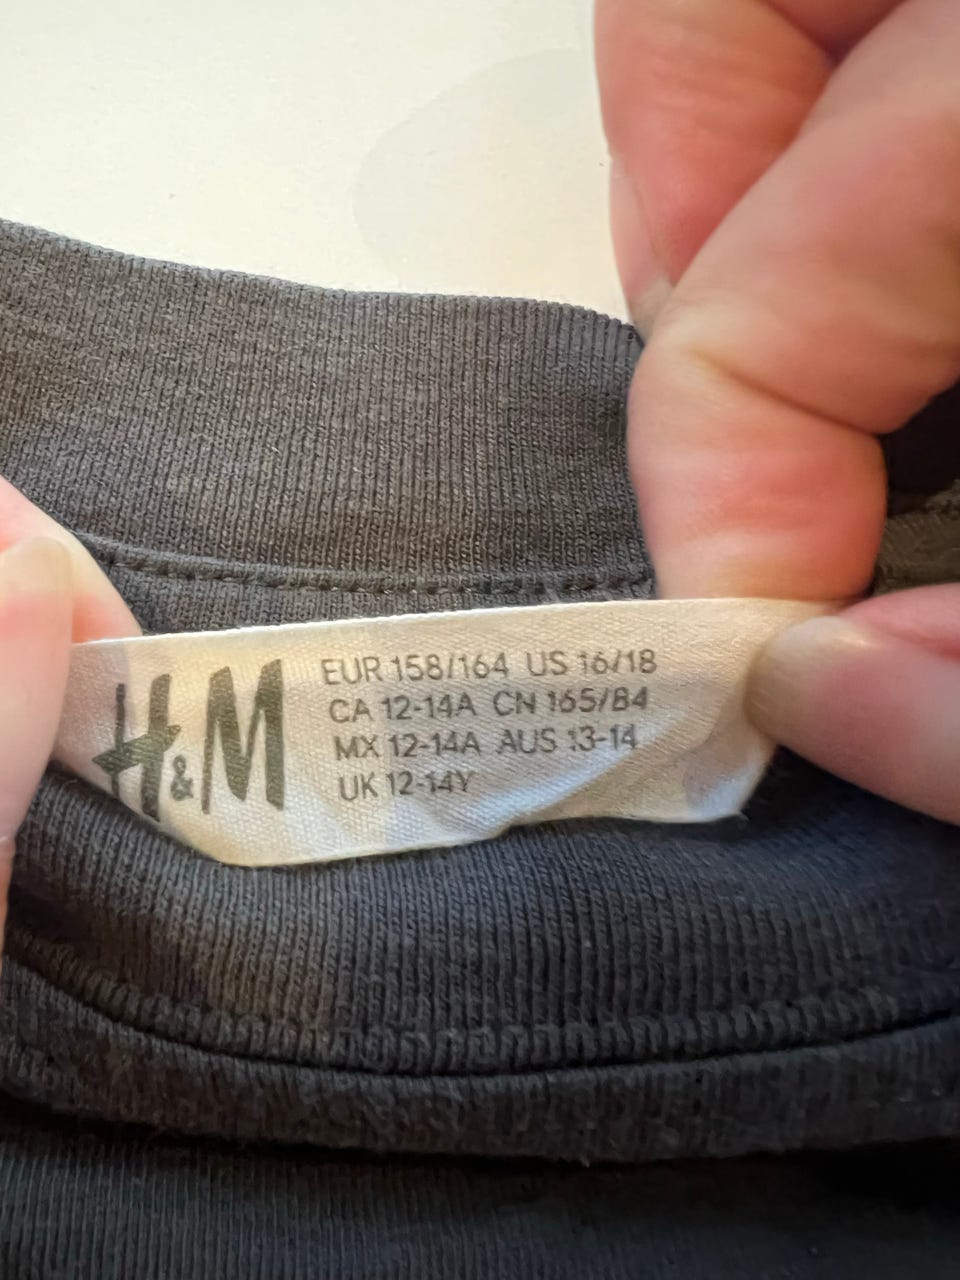 H&M
EUR 158/164 US 16/18
CA 12-14A CN 165/84
MX 12-14A AUS 13-14
UK 12-14Y